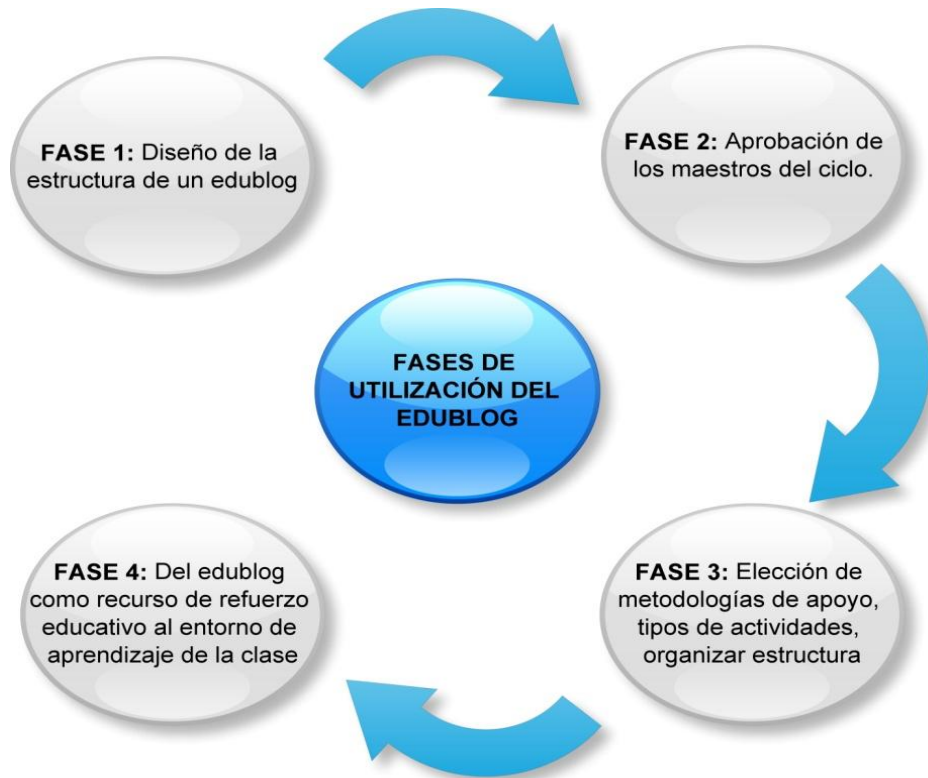 FASE 1: Diseño de la
estructura de un edublog
FASE 2: Aprobación de
los maestros del ciclo.
FASES DE
UTILIZACIÓN DEL
EDUBLOG
FASE 4: Del edublog
como recurso de refuerzo
educativo al entorno de
aprendizaje de la clase
FASE 3: Elección de
metodologías de apoyo,
tipos de actividades,
organizar estructura